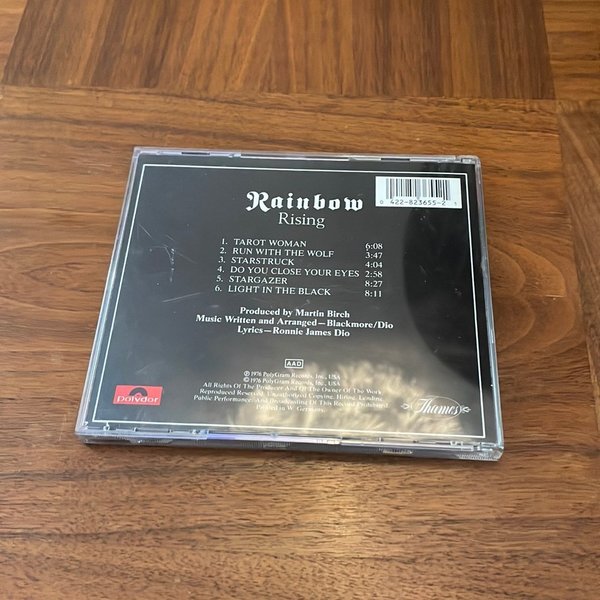 Rainbow
Rising
0 422-823655-2 1
1. TAROT WOMAN 6:08
2. RUN WITH THE WOLF 3:47
3. STARSTRUCK 4:04
4. DO YOU CLOSE YOUR EYES 2:58
5. STARGAZER 8:27
6. LIGHT IN THE BLACK 8:11
Produced by Martin Birch
Music Written and Arranged—Blackmore/Dio
Lyrics—Ronnie James Dio
AAD
℗ 1976 PolyGram Records, Inc., USA
© 1976 PolyGram Records, Inc., USA
All Rights Of The Producer And Of The Owner Of The Work
Reproduced Reserved. Unauthorized Copying, Hiring, Lending,
Public Performance And Broadcasting Of This Record Prohibited.
Printed in W. Germany
polydor
Thames